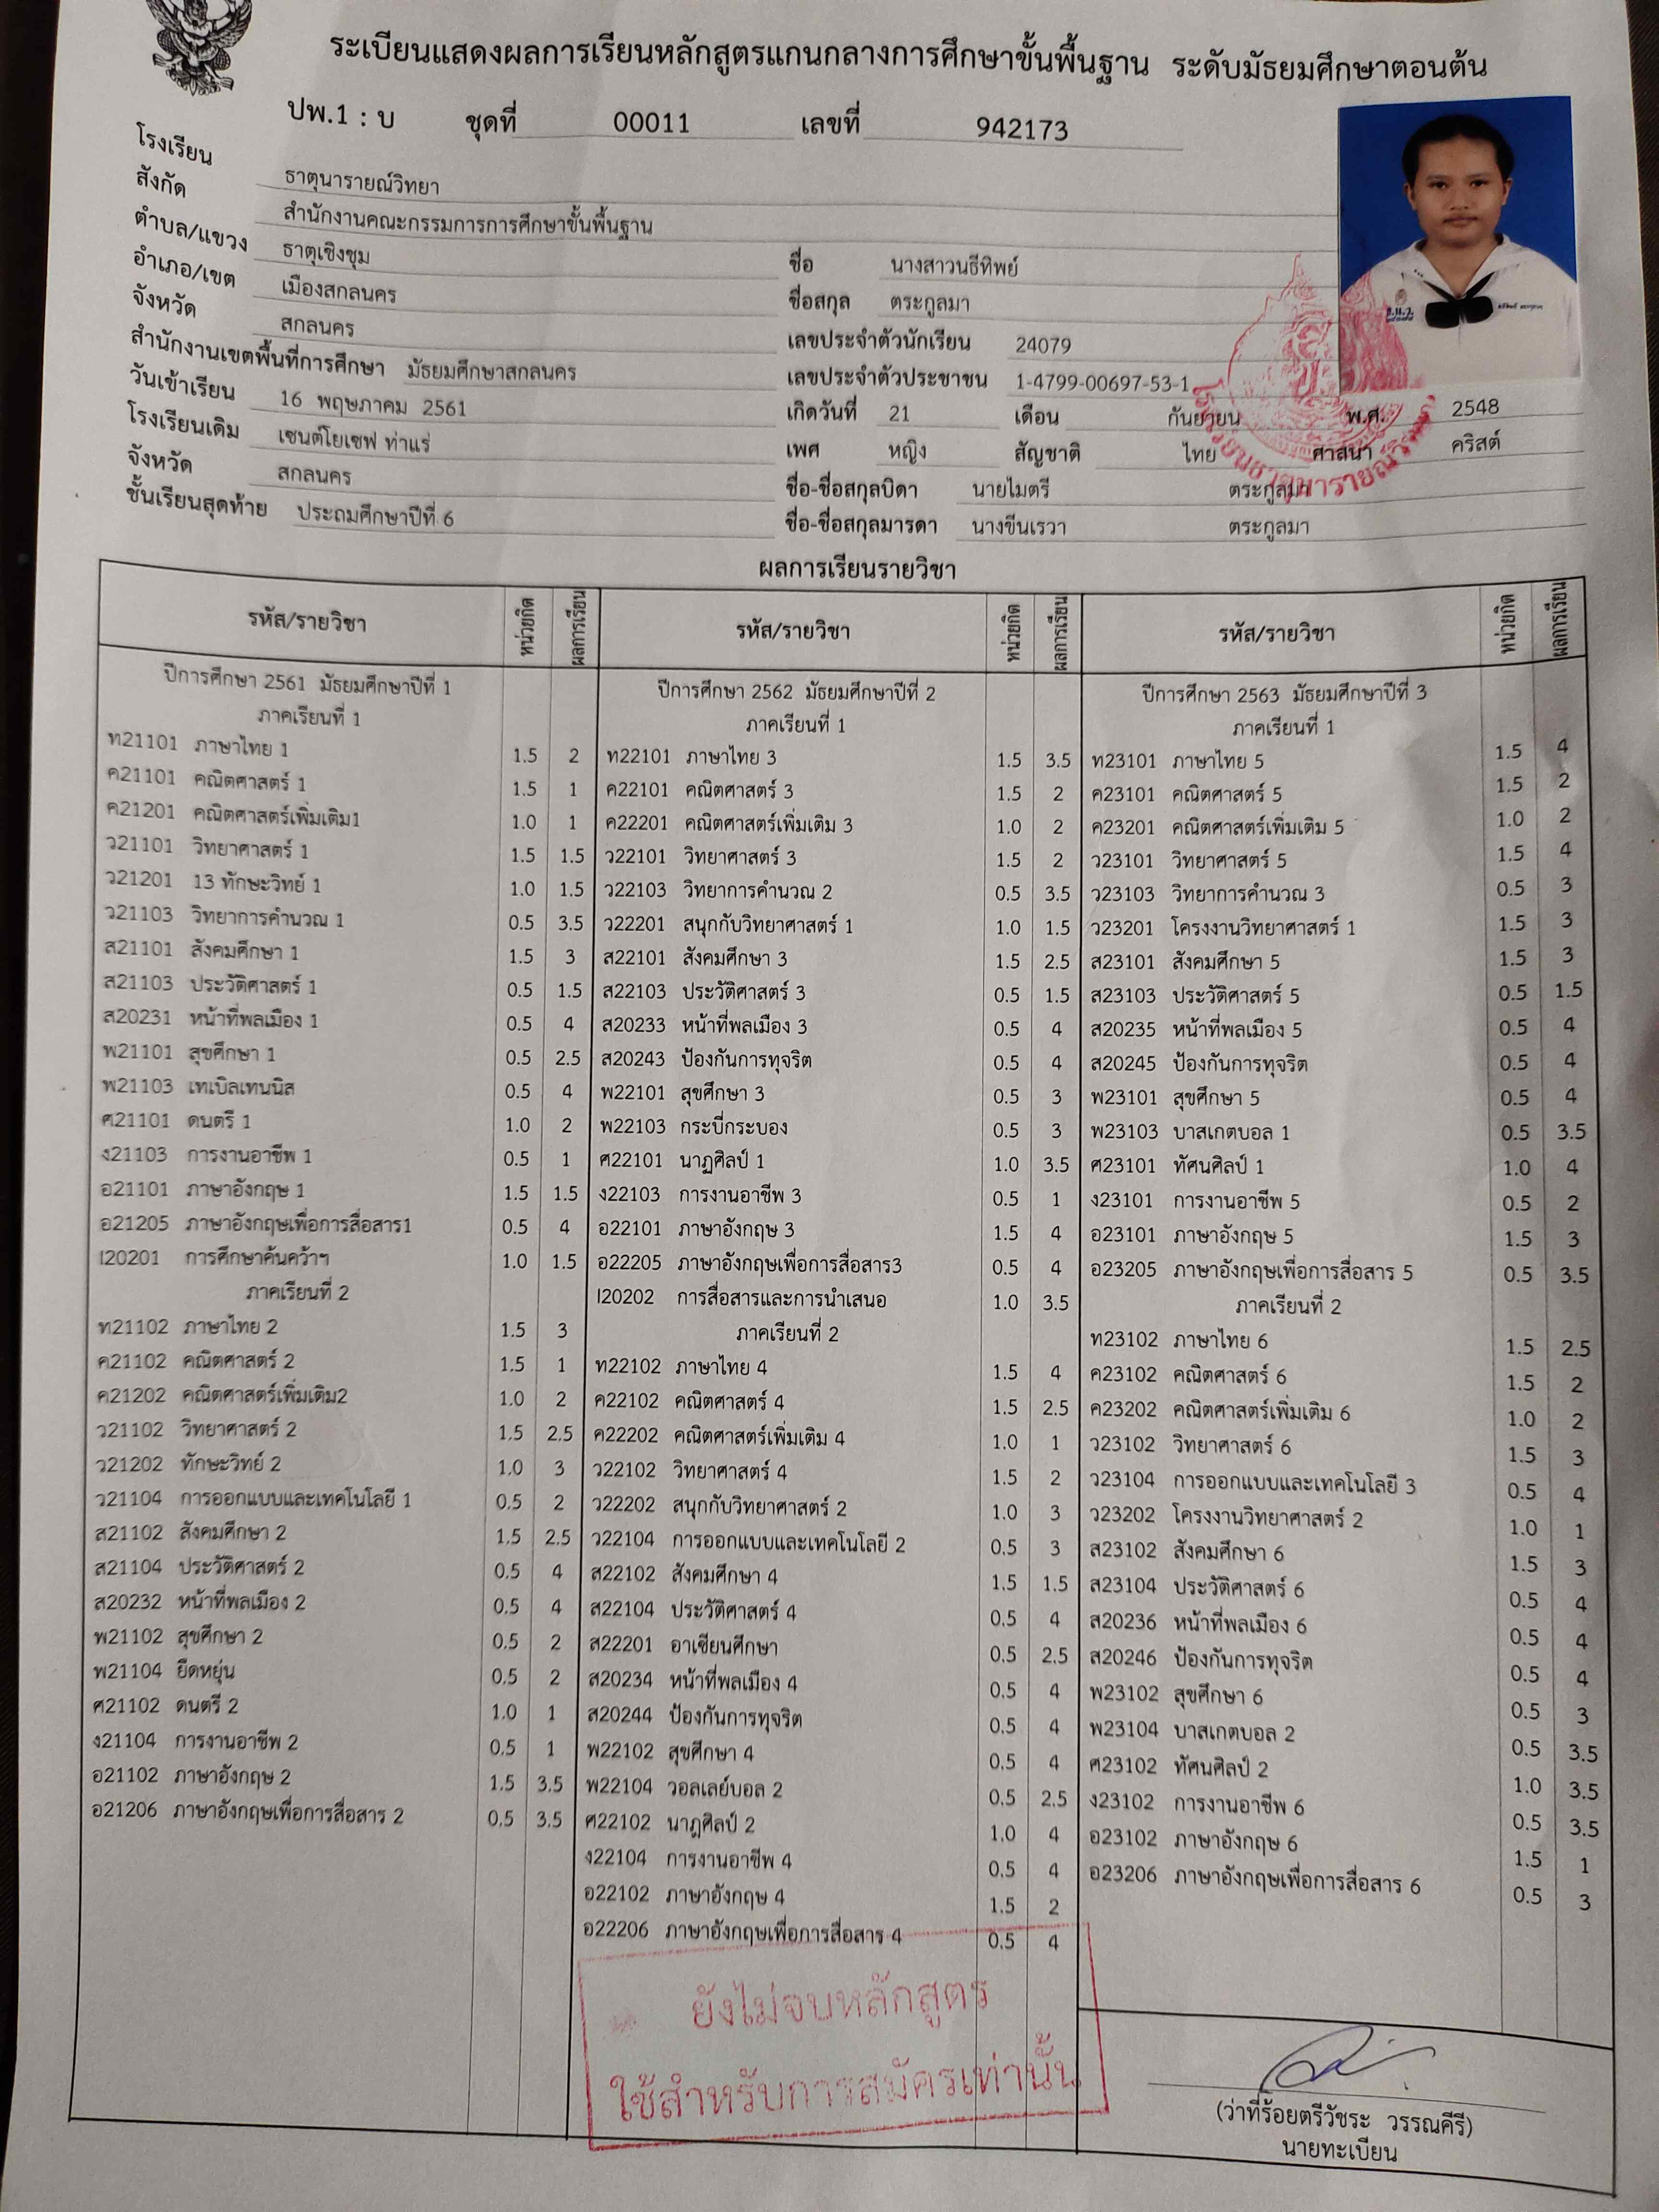 ระเบียนแสดงผลการเรียนหลักสูตรแกนกลางการศึกษาขั้นพื้นฐาน ระดับมัธยมศึกษาตอนต้น
ปพ.1 : บ ชุดที่ 00011 เลขที่ 942173
โรงเรียน ธาตุนารายณ์วิทยา
สังกัด สำนักงานคณะกรรมการการศึกษาขั้นพื้นฐาน
ตำบล/แขวง ธาตุเชิงชุม
อำเภอ/เขต เมืองสกลนคร
จังหวัด สกลนคร
สำนักงานเขตพื้นที่การศึกษา มัธยมศึกษาสกลนคร
วันเข้าเรียน 16 พฤษภาคม 2561
โรงเรียนเดิม เซนต์โยเซฟ ท่าแร่
จังหวัด สกลนคร
ชั้นเรียนสุดท้าย ประถมศึกษาปีที่ 6
ชื่อ นางสาวนธีทิพย์
ชื่อสกุล ตระกูลมา
เลขประจำตัวนักเรียน 24079
เลขประจำตัวประชาชน 1-4799-00697-53-1
เกิดวันที่ 21 เดือน กันยายน พ.ศ. 2548
เพศ หญิง สัญชาติ ไทย ศาสนา คริสต์
ชื่อ-ชื่อสกุลบิดา นายไมตรี ตระกูลมา
ชื่อ-ชื่อสกุลมารดา นางขีนเรวา ตระกูลมา
ผลการเรียนรายวิชา
รหัส/รายวิชา หน่วยกิต ผลการเรียน
ปีการศึกษา 2561 มัธยมศึกษาปีที่ 1
ภาคเรียนที่ 1
ท21101 ภาษาไทย 1 1.5 2
ค21101 คณิตศาสตร์ 1 1.5 1
ค21201 คณิตศาสตร์เพิ่มเติม1 1.0 1
ว21101 วิทยาศาสตร์ 1 1.5 1.5
ว21201 13 ทักษะวิทย์ 1 1.0 1.5
ว21103 วิทยาการคำนวณ 1 0.5 3.5
ส21101 สังคมศึกษา 1 1.5 3
ส21103 ประวัติศาสตร์ 1 0.5 1.5
ส20231 หน้าที่พลเมือง 1 0.5 4
พ21101 สุขศึกษา 1 0.5 2.5
พ21103 เทเบิลเทนนิส 0.5 4
ศ21101 ดนตรี 1 1.0 2
ง21103 การงานอาชีพ 1 0.5 1
อ21101 ภาษาอังกฤษ 1 1.5 1.5
อ21205 ภาษาอังกฤษเพื่อการสื่อสาร1 0.5 4
I20201 การศึกษาค้นคว้าฯ 1.0 1.5
ภาคเรียนที่ 2
ท21102 ภาษาไทย 2 1.5 3
ค21102 คณิตศาสตร์ 2 1.5 1
ค21202 คณิตศาสตร์เพิ่มเติม2 1.0 2
ว21102 วิทยาศาสตร์ 2 1.5 2.5
ว21202 ทักษะวิทย์ 2 1.0 3
ว21104 การออกแบบและเทคโนโลยี 1 0.5 2
ส21102 สังคมศึกษา 2 1.5 2.5
ส21104 ประวัติศาสตร์ 2 0.5 4
ส20232 หน้าที่พลเมือง 2 0.5 4
พ21102 สุขศึกษา 2 0.5 2
พ21104 ยืดหยุ่น 0.5 2
ศ21102 ดนตรี 2 1.0 1
ง21104 การงานอาชีพ 2 0.5 1
อ21102 ภาษาอังกฤษ 2 1.5 3.5
อ21206 ภาษาอังกฤษเพื่อการสื่อสาร 2 0.5 3.5
รหัส/รายวิชา หน่วยกิต ผลการเรียน
ปีการศึกษา 2562 มัธยมศึกษาปีที่ 2
ภาคเรียนที่ 1
ท22101 ภาษาไทย 3 1.5 3.5
ค22101 คณิตศาสตร์ 3 1.5 2
ค22201 คณิตศาสตร์เพิ่มเติม 3 1.0 2
ว22101 วิทยาศาสตร์ 3 1.5 2
ว22103 วิทยาการคำนวณ 2 0.5 3.5
ว22201 สนุกกับวิทยาศาสตร์ 1 1.0 1.5
ส22101 สังคมศึกษา 3 1.5 2.5
ส22103 ประวัติศาสตร์ 3 0.5 1.5
ส20233 หน้าที่พลเมือง 3 0.5 4
ส20243 ป้องกันการทุจริต 0.5 4
พ22101 สุขศึกษา 3 0.5 3
พ22103 กระบี่กระบอง 0.5 3
ศ22101 นาฏศิลป์ 1 1.0 3.5
ง22103 การงานอาชีพ 3 0.5 1
อ22101 ภาษาอังกฤษ 3 1.5 4
อ22205 ภาษาอังกฤษเพื่อการสื่อสาร3 0.5 4
I20202 การสื่อสารและการนำเสนอ 1.0 3.5
ภาคเรียนที่ 2
ท22102 ภาษาไทย 4 1.5 4
ค22102 คณิตศาสตร์ 4 1.5 2.5
ค22202 คณิตศาสตร์เพิ่มเติม 4 1.0 1
ว22102 วิทยาศาสตร์ 4 1.5 2
ว22202 สนุกกับวิทยาศาสตร์ 2 1.0 3
ว22104 การออกแบบและเทคโนโลยี 2 0.5 3
ส22102 สังคมศึกษา 4 1.5 1.5
ส22104 ประวัติศาสตร์ 4 0.5 4
ส22201 อาเซียนศึกษา 0.5 2.5
ส20234 หน้าที่พลเมือง 4 0.5 4
ส20244 ป้องกันการทุจริต 0.5 4
พ22102 สุขศึกษา 4 0.5 4
พ22104 วอลเลย์บอล 2 0.5 2.5
ศ22102 นาฏศิลป์ 2 1.0 4
ง22104 การงานอาชีพ 4 0.5 4
อ22102 ภาษาอังกฤษ 4 1.5 2
อ22206 ภาษาอังกฤษเพื่อการสื่อสาร 4 0.5 4
ยังไม่จบหลักสูตร
ใช้สำหรับการสมัครเท่านั้น
รหัส/รายวิชา หน่วยกิต ผลการเรียน
ปีการศึกษา 2563 มัธยมศึกษาปีที่ 3
ภาคเรียนที่ 1
ท23101 ภาษาไทย 5 1.5 4
ค23101 คณิตศาสตร์ 5 1.5 2
ค23201 คณิตศาสตร์เพิ่มเติม 5 1.0 2
ว23101 วิทยาศาสตร์ 5 1.5 4
ว23103 วิทยาการคำนวณ 3 0.5 3
ว23201 โครงงานวิทยาศาสตร์ 1 1.5 3
ส23101 สังคมศึกษา 5 1.5 3
ส23103 ประวัติศาสตร์ 5 0.5 1.5
ส20235 หน้าที่พลเมือง 5 0.5 4
ส20245 ป้องกันการทุจริต 0.5 4
พ23101 สุขศึกษา 5 0.5 4
พ23103 บาสเกตบอล 1 0.5 3.5
ศ23101 ทัศนศิลป์ 1 1.0 4
ง23101 การงานอาชีพ 5 0.5 2
อ23101 ภาษาอังกฤษ 5 1.5 3
อ23205 ภาษาอังกฤษเพื่อการสื่อสาร 5 0.5 3.5
ภาคเรียนที่ 2
ท23102 ภาษาไทย 6 1.5 2.5
ค23102 คณิตศาสตร์ 6 1.5 2
ค23202 คณิตศาสตร์เพิ่มเติม 6 1.0 2
ว23102 วิทยาศาสตร์ 6 1.5 3
ว23104 การออกแบบและเทคโนโลยี 3 0.5 4
ว23202 โครงงานวิทยาศาสตร์ 2 1.0 1
ส23102 สังคมศึกษา 6 1.5 3
ส23104 ประวัติศาสตร์ 6 0.5 4
ส20236 หน้าที่พลเมือง 6 0.5 4
ส20246 ป้องกันการทุจริต 0.5 4
พ23102 สุขศึกษา 6 0.5 3
พ23104 บาสเกตบอล 2 0.5 3.5
ศ23102 ทัศนศิลป์ 2 1.0 3.5
ง23102 การงานอาชีพ 6 0.5 3.5
อ23102 ภาษาอังกฤษ 6 1.5 1
อ23206 ภาษาอังกฤษเพื่อการสื่อสาร 6 0.5 3
(ว่าที่ร้อยตรีวัชระ วรรณคีรี)
นายทะเบียน